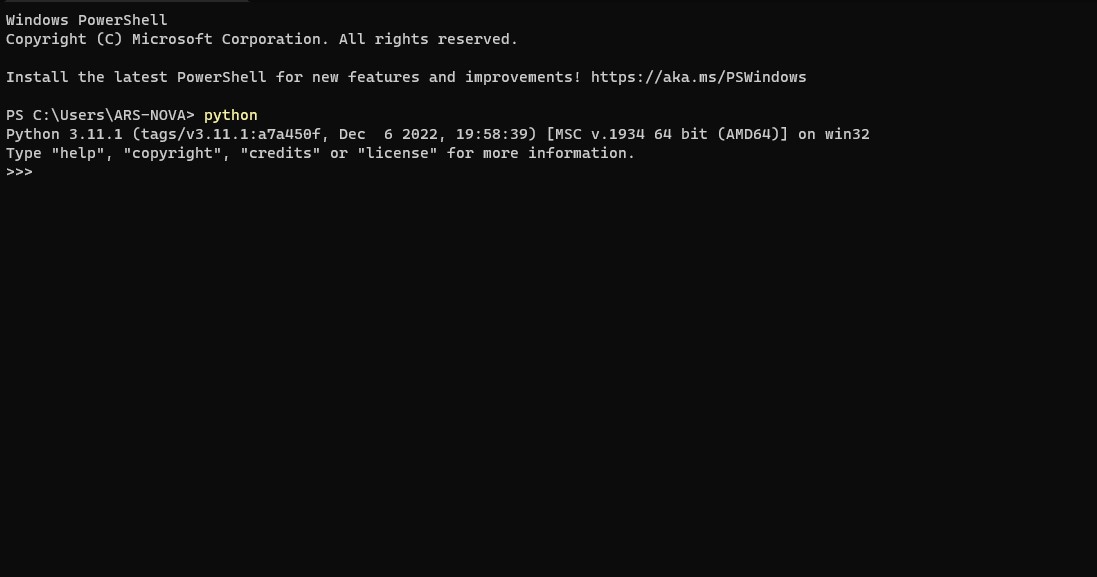 Windows PowerShell
Copyright (C) Microsoft Corporation. All rights reserved.
Install the latest PowerShell for new features and improvements! https://aka.ms/PSWindows
PS C:\Users\ARS-NOVA> python
Python 3.11.1 (tags/v3.11.1:a7a450f, Dec  6 2022, 19:58:39) [MSC v.1934 64 bit (AMD64)] on win32
Type "help", "copyright", "credits" or "license" for more information.
>>>